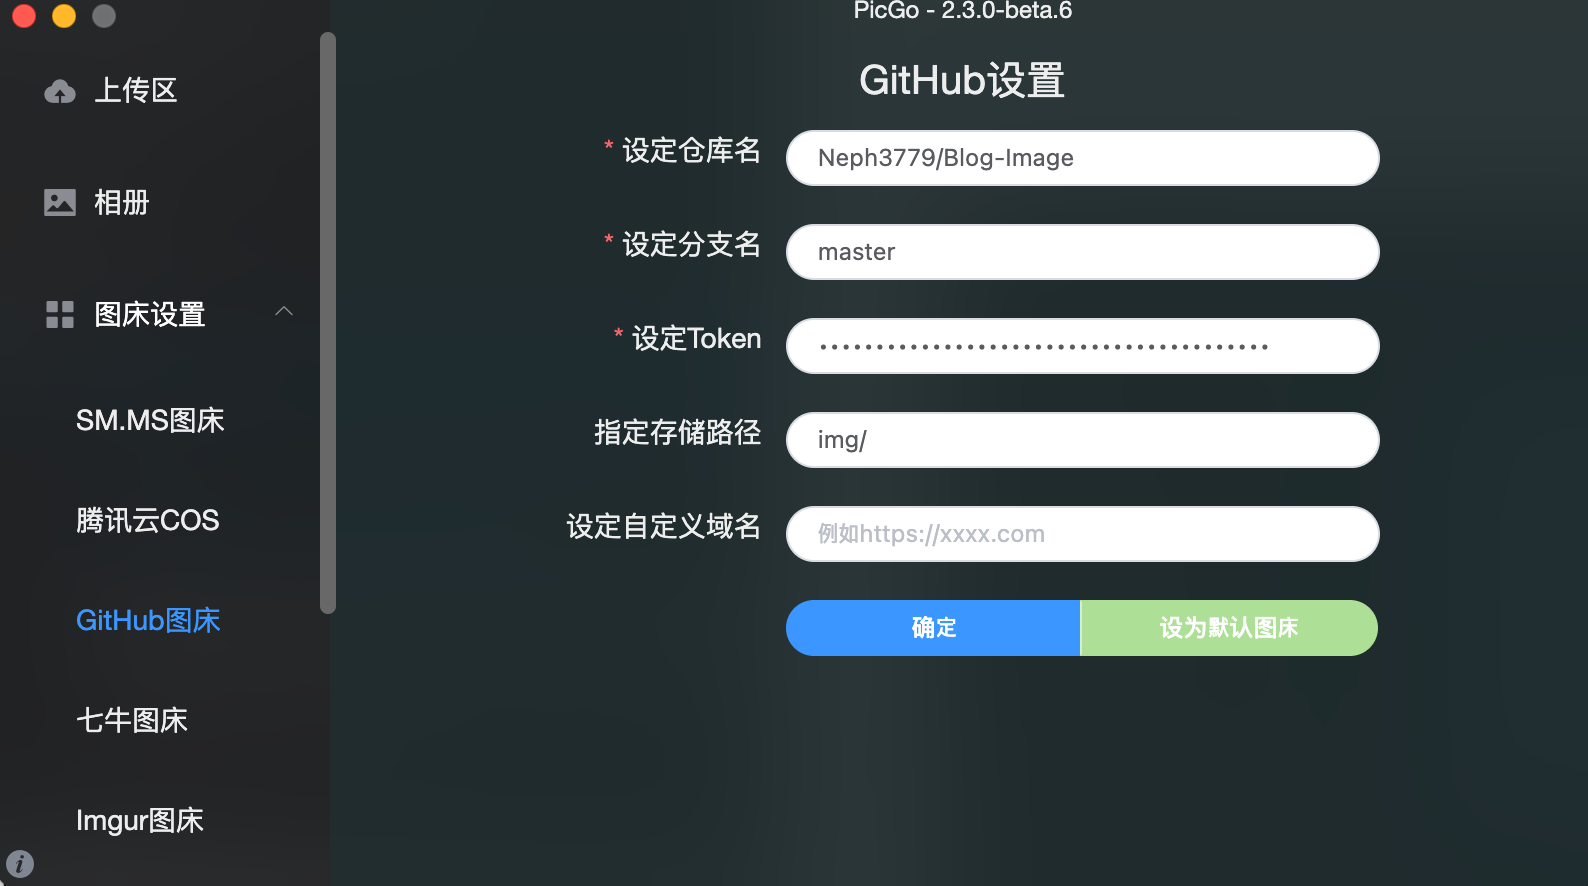 PicGo - 2.3.0-beta.6
上传区
相册
图床设置
SM.MS图床
腾讯云COS
GitHub图床
七牛图床
Imgur图床
GitHub设置
* 设定仓库名
Neph3779/Blog-Image
* 设定分支名
master
* 设定Token
指定存储路径
img/
设定自定义域名
例如https://xxxx.com
确定
设为默认图床